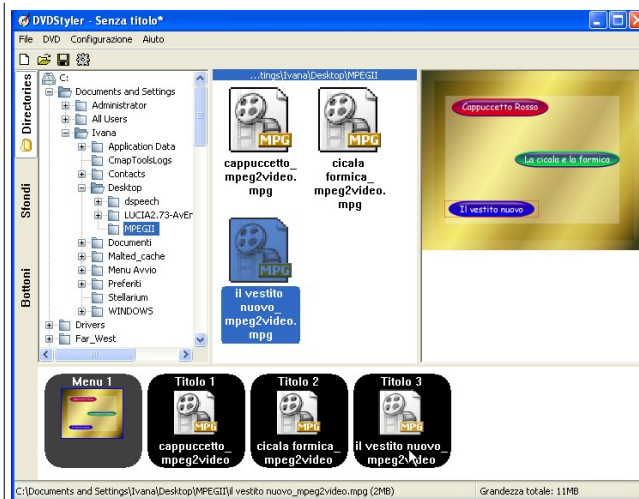 DVDStyler - Senza titolo*
File DVD Configurazione Aiuto
Directories
Sfondi
Bottoni
C:
Documents and Settings
Administrator
All Users
Ivana
Application Data
CmapToolsLogs
Contacts
Desktop
dspeech
LUCIA2.73-AvEr
MPEGII
Documenti
Malted_cache
Menu Avvio
Preferiti
Stellarium
WINDOWS
Drivers
Far_West
...tings\Ivana\Desktop\MPEGII
MPG
cappuccetto_
mpeg2video.
mpg
MPG
cicala
formica_
mpeg2video.
mpg
MPG
il vestito
nuovo_
mpeg2video.
mpg
Cappuccetto Rosso
La cicala e la formica
Il vestito nuovo
Menu 1
Titolo 1
MPG
cappuccetto_
mpeg2video
Titolo 2
MPG
cicala formica_
mpeg2video
Titolo 3
MPG
il vestito nuovo_
mpeg2video
C:\Documents and Settings\Ivana\Desktop\MPEGII\il vestito nuovo_mpeg2video.mpg (2MB)
Grandezza totale: 11MB